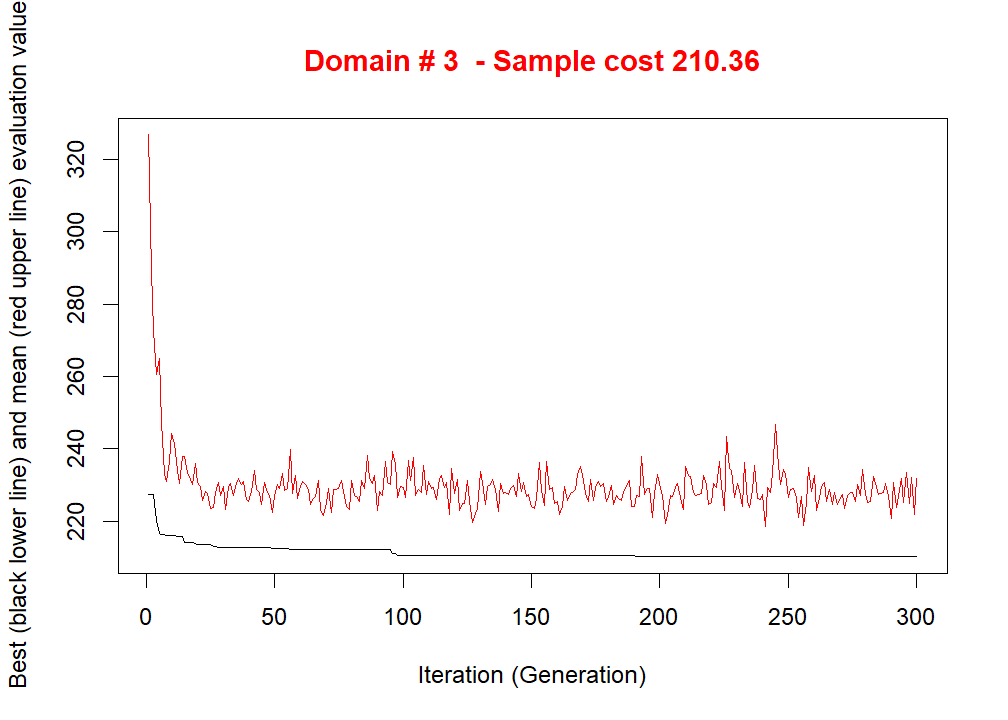 Domain # 3 - Sample cost 210.36
Best (black lower line) and mean (red upper line) evaluation value
320
300
280
260
240
220
0 50 100 150 200 250 300
Iteration (Generation)